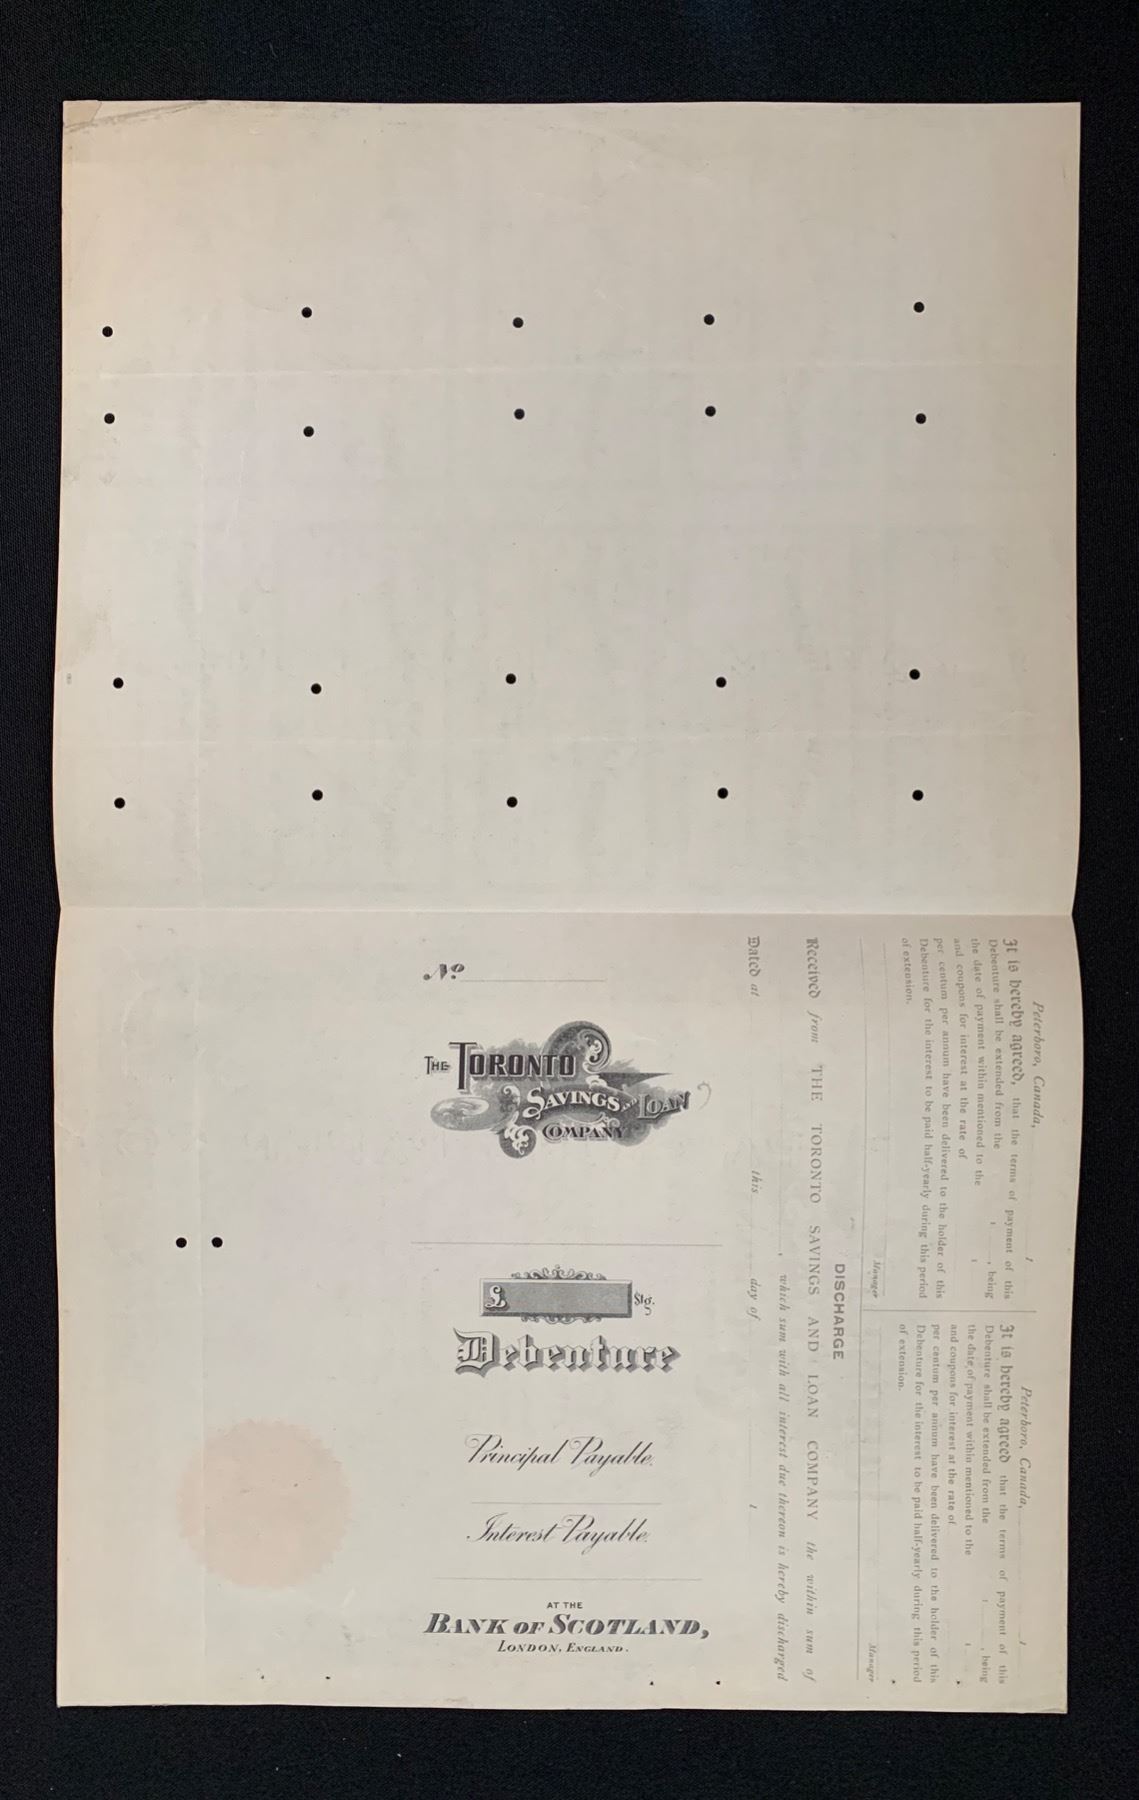 No
THE TORONTO
SAVINGS AND LOAN
COMPANY
£ Stg.
Debenture
Principal Payable.
Interest Payable.
AT THE
BANK OF SCOTLAND,
LONDON, ENGLAND.
Peterboro, Canada, 1
It is hereby agreed, that the terms of payment of this
Debenture shall be extended from the , being
the date of payment within mentioned to the
and coupons for interest at the rate of
per centum per annum have been delivered to the holder of this
Debenture for the interest to be paid half-yearly during this period
of extension.
Manager
Peterboro, Canada, 1
It is hereby agreed that the terms of payment of this
Debenture shall be extended from the , being
the date of payment within mentioned to the
and coupons for interest at the rate of
per centum per annum have been delivered to the holder of this
Debenture for the interest to be paid half-yearly during this period
of extension.
Manager
DISCHARGE
Received from THE TORONTO SAVINGS AND LOAN COMPANY the within sum of
, which sum with all interest due thereon is hereby discharged
Dated at this day of 1